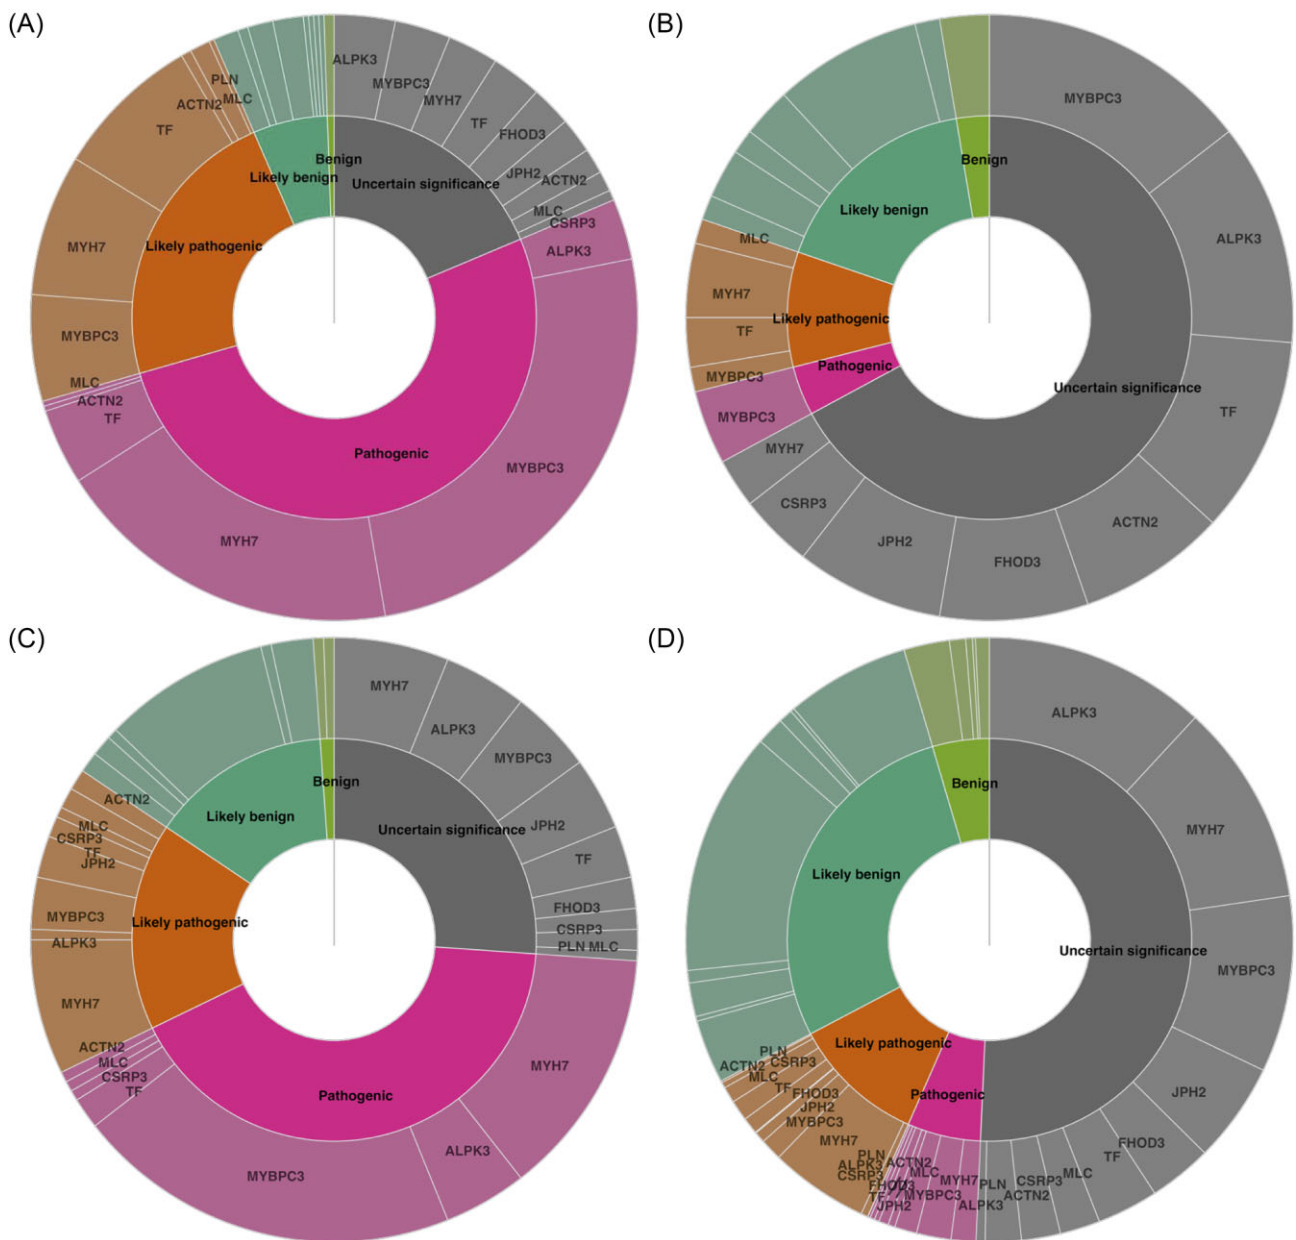 (A)
ALPK3
MYBPC3
MYH7
TF
FHOD3
JPH2
ACTN2
MLC
CSRP3
ALPK3
MYBPC3
MYH7
TF
ACTN2
MLC
MYBPC3
MYH7
TF
ACTN2
PLN
MLC
Benign
Likely benign
Uncertain significance
Likely pathogenic
Pathogenic
(B)
MYBPC3
ALPK3
TF
ACTN2
FHOD3
JPH2
CSRP3
MYH7
MYBPC3
MYBPC3
TF
MYH7
MLC
Benign
Likely benign
Likely pathogenic
Pathogenic
Uncertain significance
(C)
MYH7
ALPK3
MYBPC3
JPH2
TF
FHOD3
CSRP3
PLN MLC
MYH7
ALPK3
MYBPC3
TF
CSRP3
MLC
ACTN2
MYH7
ALPK3
MYBPC3
JPH2
TF
CSRP3
MLC
ACTN2
Benign
Likely benign
Uncertain significance
Likely pathogenic
Pathogenic
(D)
ALPK3
MYH7
MYBPC3
JPH2
FHOD3
TF
MLC
CSRP3
ACTN2
PLN
ALPK3
MYH7
MYBPC3
MLC
ACTN2
JPH2
FHOD3
TF
CSRP3
ALPK3
PLN
MYH7
MYBPC3
JPH2
FHOD3
TF
MLC
CSRP3
ACTN2
PLN
Benign
Likely benign
Uncertain significance
Likely pathogenic
Pathogenic